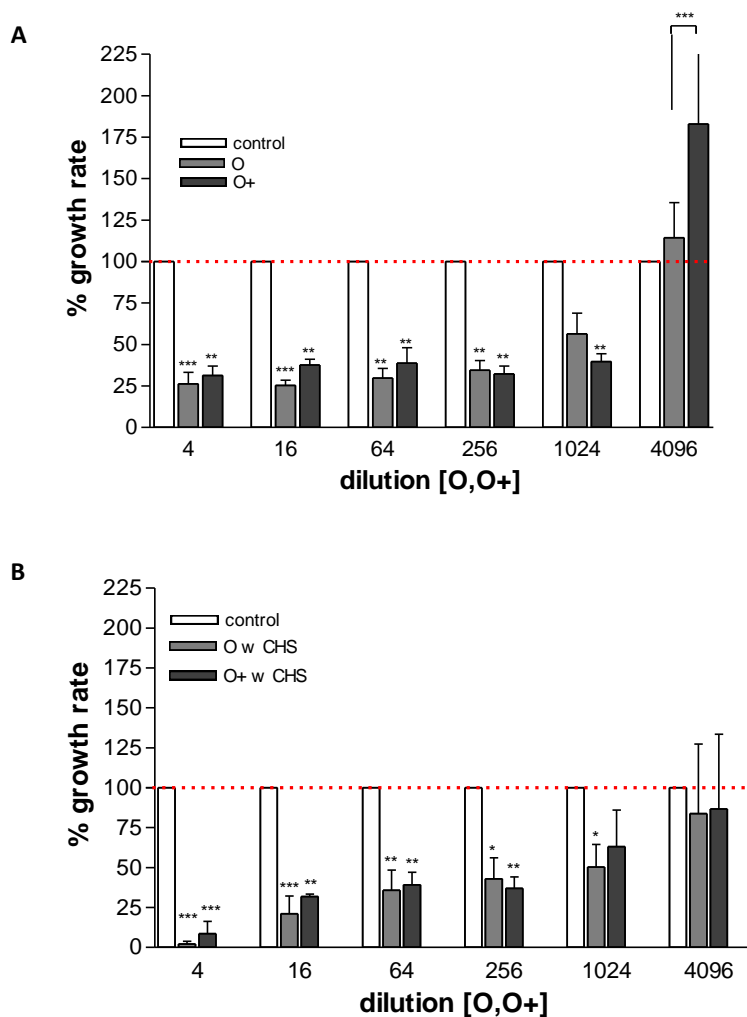 A
***
225
200
175
150
125
100
75
50
25
0
% growth rate
control
O
O+
*** ** *** ** ** ** ** ** **
4 16 64 256 1024 4096
dilution [O,O+]
B
225
200
175
150
125
100
75
50
25
0
% growth rate
control
O w CHS
O+ w CHS
*** *** *** ** ** ** * ** *
4 16 64 256 1024 4096
dilution [O,O+]